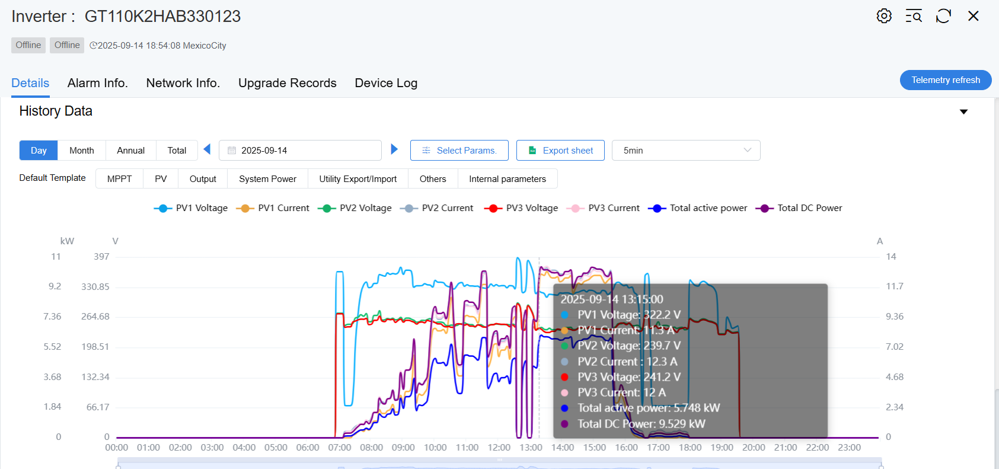 Inverter : GT110K2HAB330123
Offline Offline 2025-09-14 18:54:08 MexicoCity
Details Alarm Info. Network Info. Upgrade Records Device Log Telemetry refresh
History Data
Day Month Annual Total 2025-09-14 Select Params. Export sheet 5min
Default Template MPPT PV Output System Power Utility Export/Import Others Internal parameters
PV1 Voltage PV1 Current PV2 Voltage PV2 Current PV3 Voltage PV3 Current Total active power Total DC Power
kW V A
11 397 14
9.2 330.85 11.7
7.36 264.68 9.36
5.52 198.51 7.02
3.68 132.34 4.68
1.84 66.17 2.34
0 0 0
2025-09-14 13:15:00
PV1 Voltage: 322.2 V
PV1 Current: 11.3 A
PV2 Voltage: 239.7 V
PV2 Current : 12.3 A
PV3 Voltage: 241.2 V
PV3 Current: 12 A
Total active power: 5.748 kW
Total DC Power: 9.529 kW
00:00 01:00 02:00 03:00 04:00 05:00 06:00 07:00 08:00 09:00 10:00 11:00 12:00 13:00 14:00 15:00 16:00 17:00 18:00 19:00 20:00 21:00 22:00 23:00